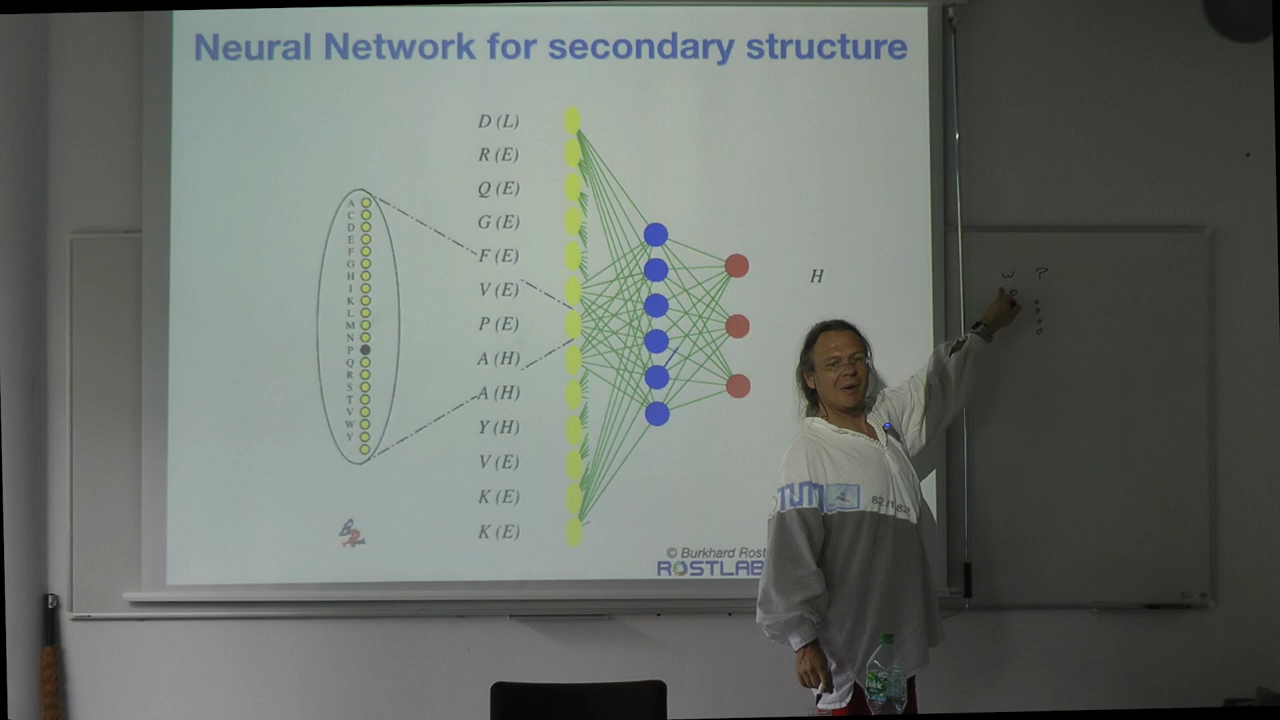 Neural Network for secondary structure
D (L)
R (E)
Q (E)
G (E)
F (E)
V (E)
P (E)
A (H)
A (H)
Y (H)
V (E)
K (E)
K (E)
A
C
D
E
F
G
H
I
K
L
M
N
P
Q
R
S
T
V
W
Y
H
W P
© Burkhard Rost
ROSTLAB
TUM